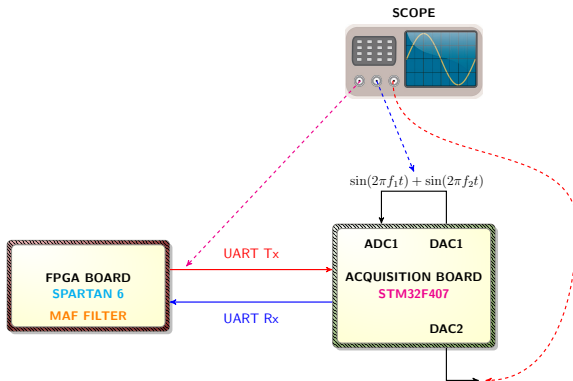 SCOPE
sin(2πf₁t) + sin(2πf₂t)
ADC1 DAC1
UART Tx
FPGA BOARD
SPARTAN 6
MAF FILTER
ACQUISITION BOARD
STM32F407
UART Rx
DAC2